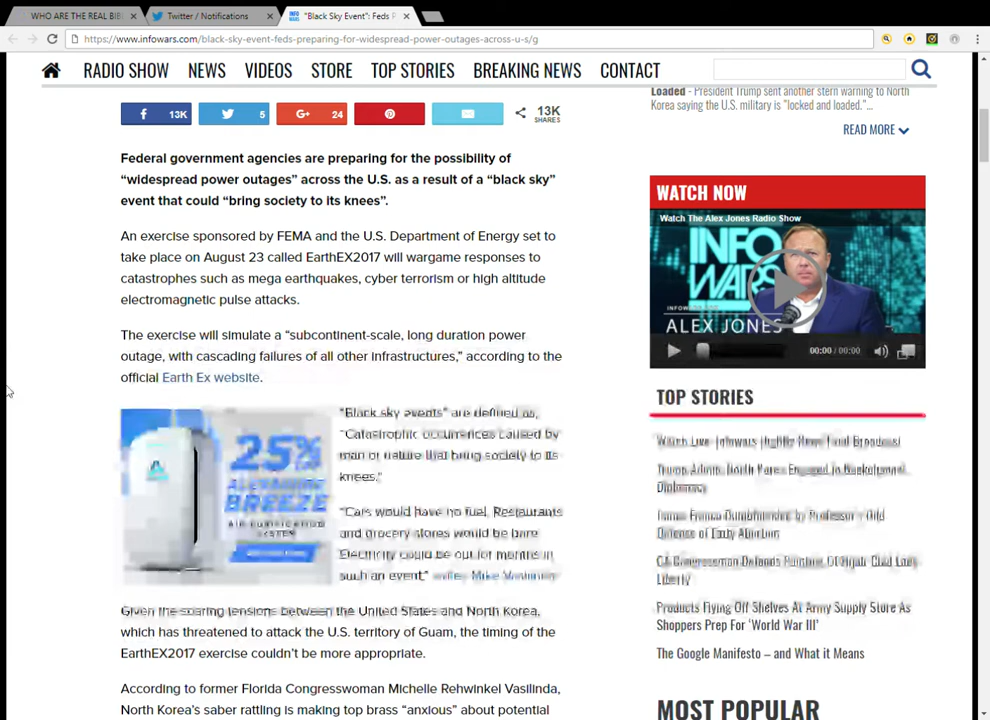 WHO ARE THE REAL BIB
Twitter / Notifications
"Black Sky Event": Feds P
https://www.infowars.com/black-sky-event-feds-preparing-for-widespread-power-outages-across-u-s/g
RADIO SHOW NEWS VIDEOS STORE TOP STORIES BREAKING NEWS CONTACT
13K
5
24
13K
SHARES
Federal government agencies are preparing for the possibility of
“widespread power outages” across the U.S. as a result of a “black sky”
event that could “bring society to its knees”.
An exercise sponsored by FEMA and the U.S. Department of Energy set to
take place on August 23 called EarthEX2017 will wargame responses to
catastrophes such as mega earthquakes, cyber terrorism or high altitude
electromagnetic pulse attacks.
The exercise will simulate a “subcontinent-scale, long duration power
outage, with cascading failures of all other infrastructures,” according to the
official Earth Ex website.
25%
BREEZE
“Black sky events” are defined as,
“Catastrophic occurrences caused by
man or nature that bring society to its
knees.”
“Cars would have no fuel. Restaurants
and grocery stores would be bare
Electricity could be out for months in
such an event,” Mike
Given the soaring tensions between the United States and North Korea,
which has threatened to attack the U.S. territory of Guam, the timing of the
EarthEX2017 exercise couldn’t be more appropriate.
According to former Florida Congresswoman Michelle Rehwinkel Vasilinda,
North Korea’s saber rattling is making top brass “anxious” about potential
Loaded - President Trump sent another stern warning to North
Korea saying the U.S. military is "locked and loaded."...
READ MORE
WATCH NOW
Watch The Alex Jones Radio Show
INFO
WARS
ALEX JONES
00:00 / 00:00
TOP STORIES
Trump Admin, North Korea Engaged in Backchannel
Diplomacy
James Franco Dumbfounded by Professor's Odd
Defense of Early Abortion
CA Congressman Defends Painting Of Hijab Clad Lady
Liberty
Products Flying Off Shelves At Army Supply Store As
Shoppers Prep For ‘World War III’
The Google Manifesto – and What it Means
MOST POPULAR